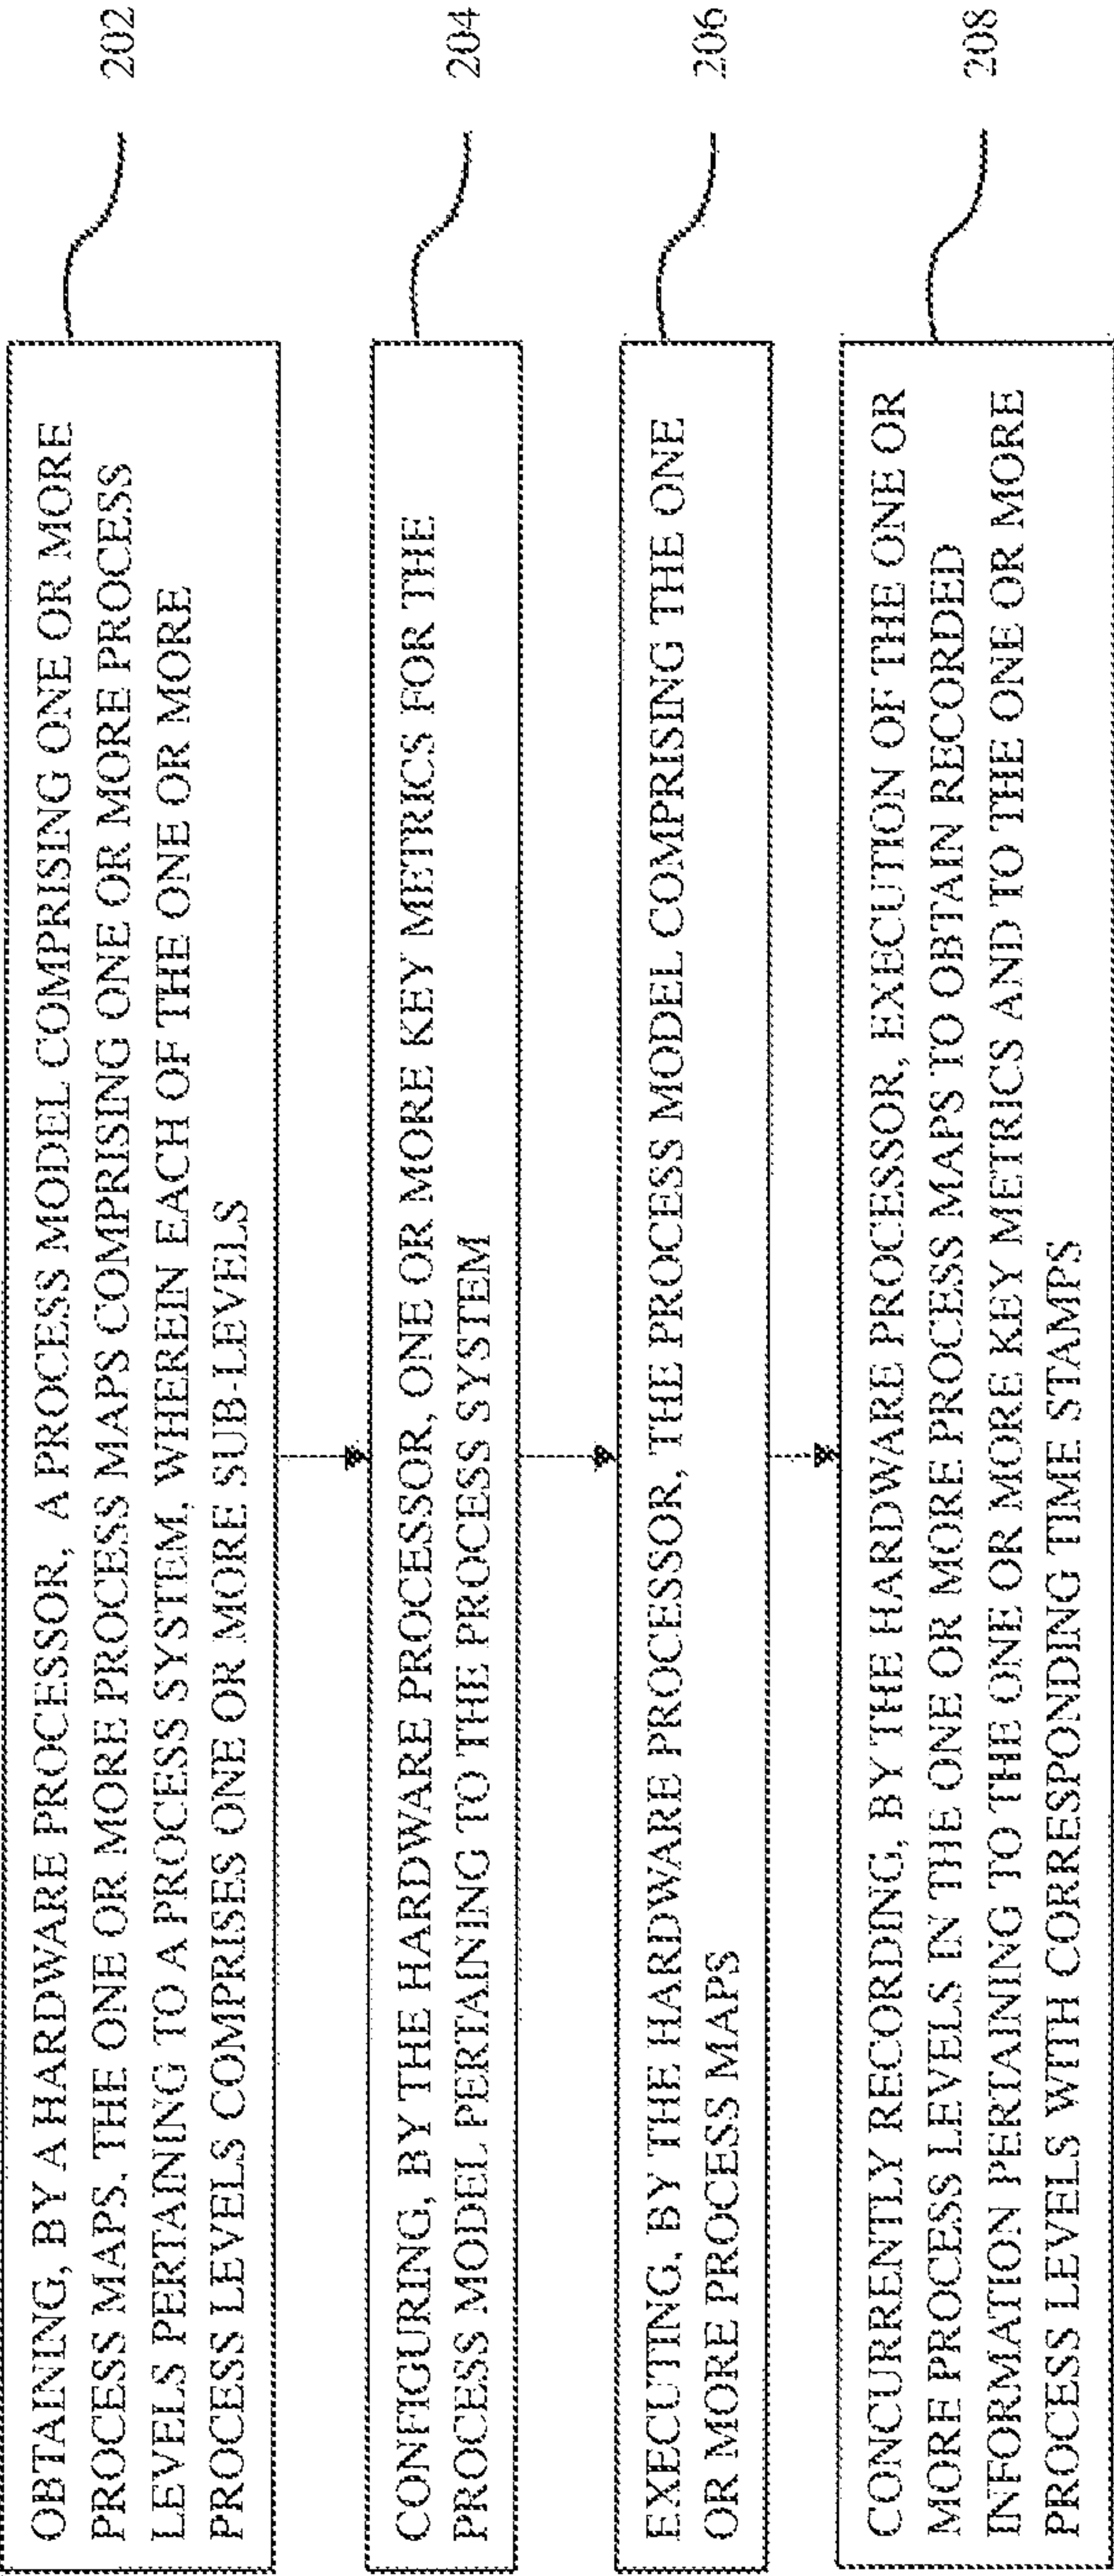 OBTAINING, BY A HARDWARE PROCESSOR, A PROCESS MODEL COMPRISING ONE OR MORE
PROCESS MAPS, THE ONE OR MORE PROCESS MAPS COMPRISING ONE OR MORE PROCESS
LEVELS PERTAINING TO A PROCESS SYSTEM, WHEREIN EACH OF THE ONE OR MORE
PROCESS LEVELS COMPRISES ONE OR MORE SUB-LEVELS
202
CONFIGURING, BY THE HARDWARE PROCESSOR, ONE OR MORE KEY METRICS FOR THE
PROCESS MODEL PERTAINING TO THE PROCESS SYSTEM
204
EXECUTING, BY THE HARDWARE PROCESSOR, THE PROCESS MODEL COMPRISING THE ONE
OR MORE PROCESS MAPS
206
CONCURRENTLY RECORDING, BY THE HARDWARE PROCESSOR, EXECUTION OF THE ONE OR
MORE PROCESS LEVELS IN THE ONE OR MORE PROCESS MAPS TO OBTAIN RECORDED
INFORMATION PERTAINING TO THE ONE OR MORE KEY METRICS AND TO THE ONE OR MORE
PROCESS LEVELS WITH CORRESPONDING TIME STAMPS
208